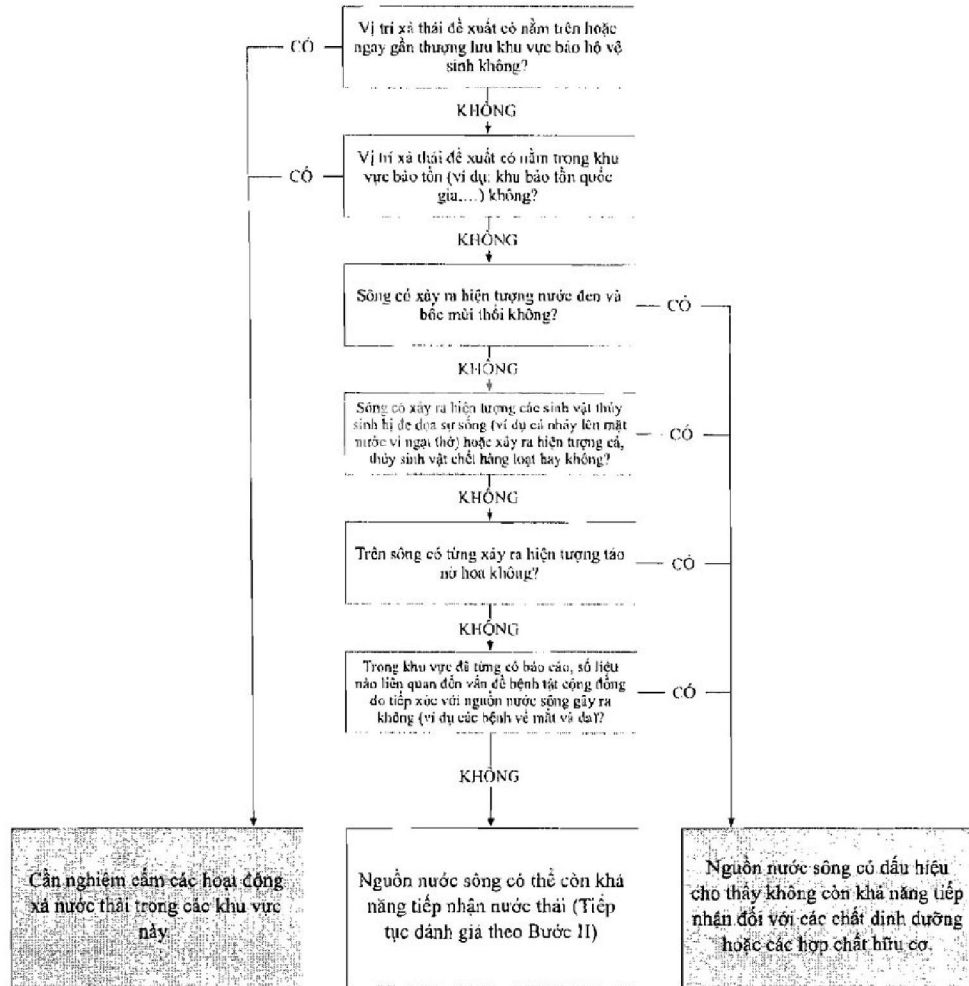 Vị trí xả thải đề xuất có nằm trên hoặc
ngay gần thượng lưu khu vực bảo hộ vệ
sinh không?
CÓ
KHÔNG
Vị trí xả thải đề xuất có nằm trong khu
vực bảo tồn (ví dụ: khu bảo tồn quốc
gia,...) không?
CÓ
KHÔNG
Sông có xảy ra hiện tượng nước đen và
bốc mùi thối không?
CÓ
KHÔNG
Sông có xảy ra hiện tượng các sinh vật thủy
sinh bị đe dọa sự sống (ví dụ cá nhảy lên mặt
nước vì ngạt thở) hoặc xảy ra hiện tượng cá,
thủy sinh vật chết hàng loạt hay không?
CÓ
KHÔNG
Trên sông có từng xảy ra hiện tượng tảo
nở hoa không?
CÓ
KHÔNG
Trong khu vực đã từng có báo cáo, số liệu
nào liên quan đến vấn đề bệnh tật cộng đồng
do tiếp xúc với nguồn nước sông gây ra
không (ví dụ các bệnh về mắt và da)?
CÓ
KHÔNG
Cần nghiêm cấm các hoạt động
xả nước thải trong các khu vực
này.
Nguồn nước sông có thể còn khả
năng tiếp nhận nước thải (Tiếp
tục đánh giá theo Bước II)
Nguồn nước sông có dấu hiệu
cho thấy không còn khả năng tiếp
nhận đối với các chất dinh dưỡng
hoặc các hợp chất hữu cơ.